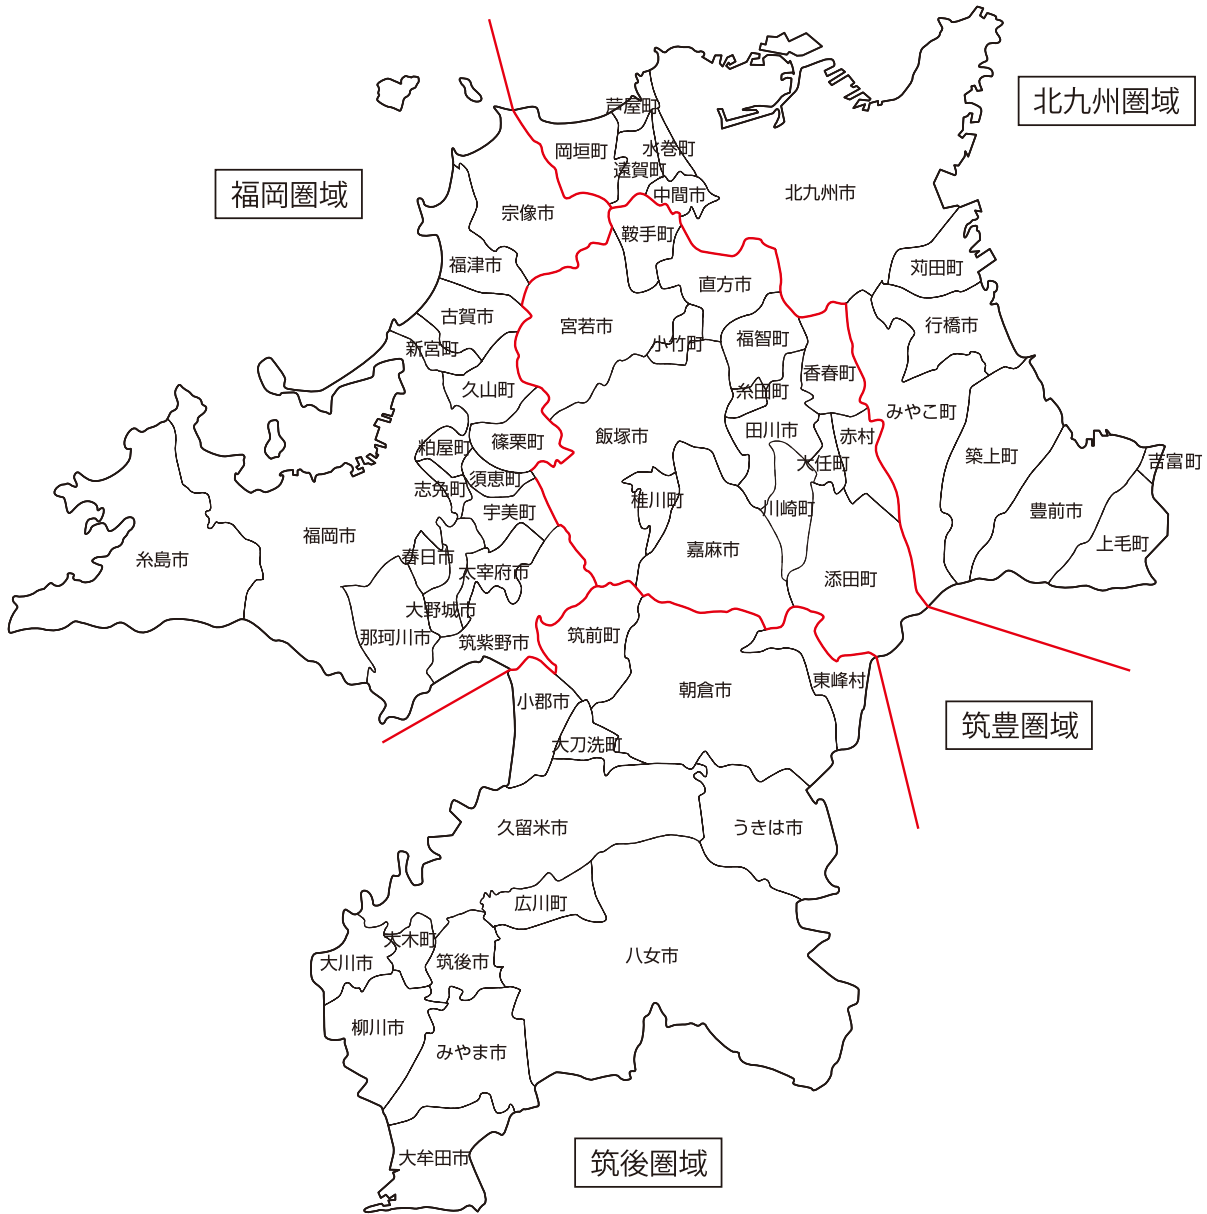 北九州圏域
芦屋町
岡垣町
水巻町
遠賀町
中間市
北九州市
福岡圏域
宗像市
鞍手町
福津市
苅田町
直方市
古賀市
宮若市
行橋市
新宮町
小竹町
福智町
香春町
久山町
糸田町
みやこ町
粕屋町
篠栗町
飯塚市
田川市
赤村
築上町
吉富町
志免町
須恵町
大任町
桂川町
川崎町
豊前市
宇美町
福岡市
嘉麻市
上毛町
糸島市
春日市
太宰府市
添田町
大野城市
那珂川市
筑紫野市
筑前町
朝倉市
東峰村
小郡市
筑豊圏域
大刀洗町
久留米市
うきは市
広川町
大木町
大川市
筑後市
八女市
柳川市
みやま市
大牟田市
筑後圏域